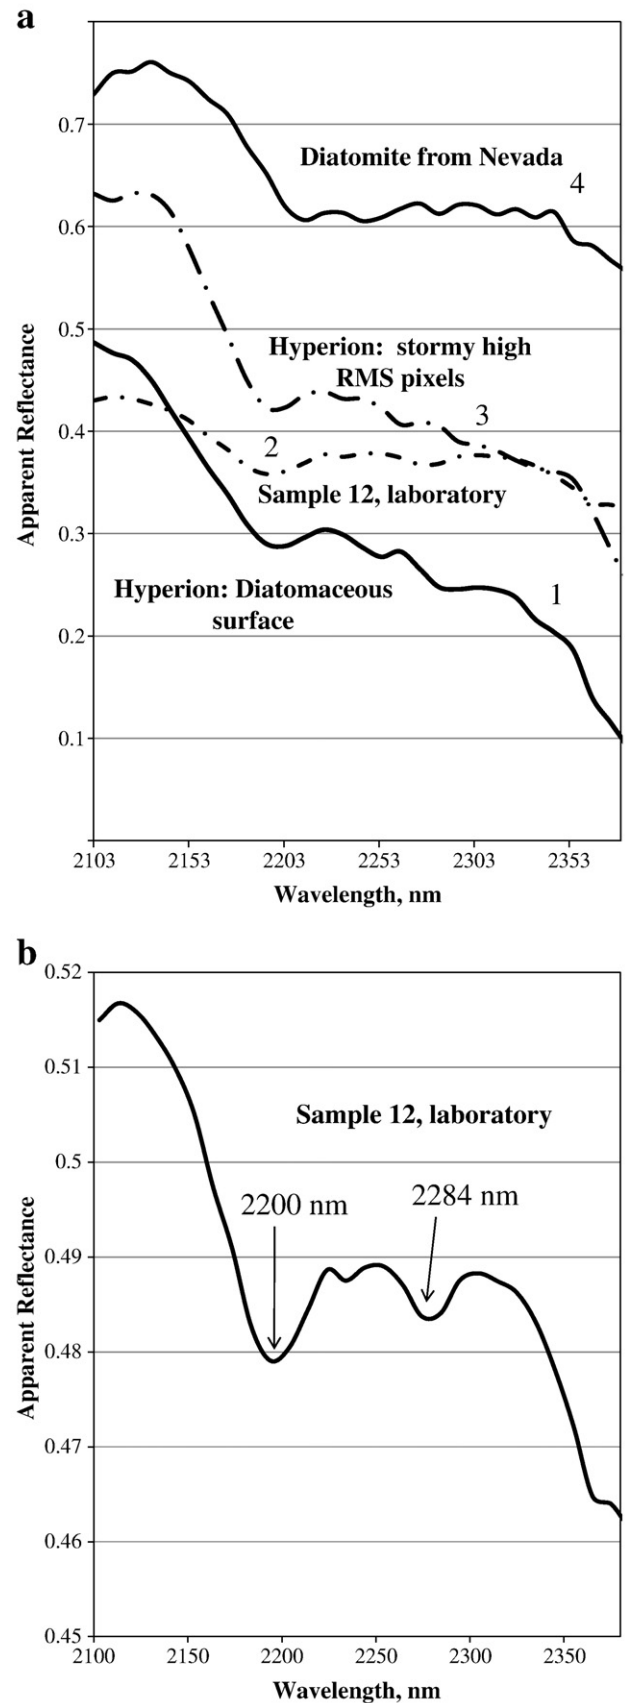 a
0.7
Diatomite from Nevada
4
0.6
0.5
Hyperion: stormy high
RMS pixels
3
0.4
2
Sample 12, laboratory
0.3
Hyperion: Diatomaceous
surface
1
0.2
0.1
2103 2153 2203 2253 2303 2353
Wavelength, nm
Apparent Reflectance
b
0.52
0.51
Sample 12, laboratory
0.5
2200 nm
2284 nm
0.49
0.48
0.47
0.46
0.45
2100 2150 2200 2250 2300 2350
Wavelength, nm
Apparent Reflectance